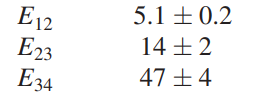 E₁₂ 5.1 ± 0.2
E₂₃ 14 ± 2
E₃₄ 47 ± 4